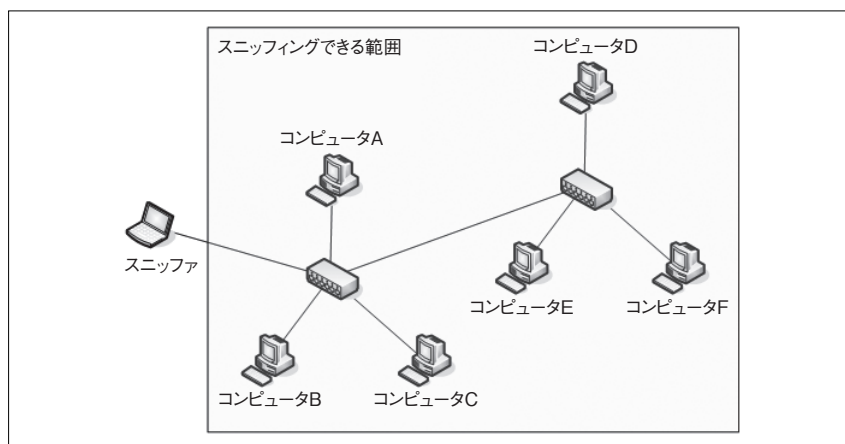 スニッフィングできる範囲
コンピュータD
コンピュータA
スニッファ
コンピュータE
コンピュータF
コンピュータB
コンピュータC